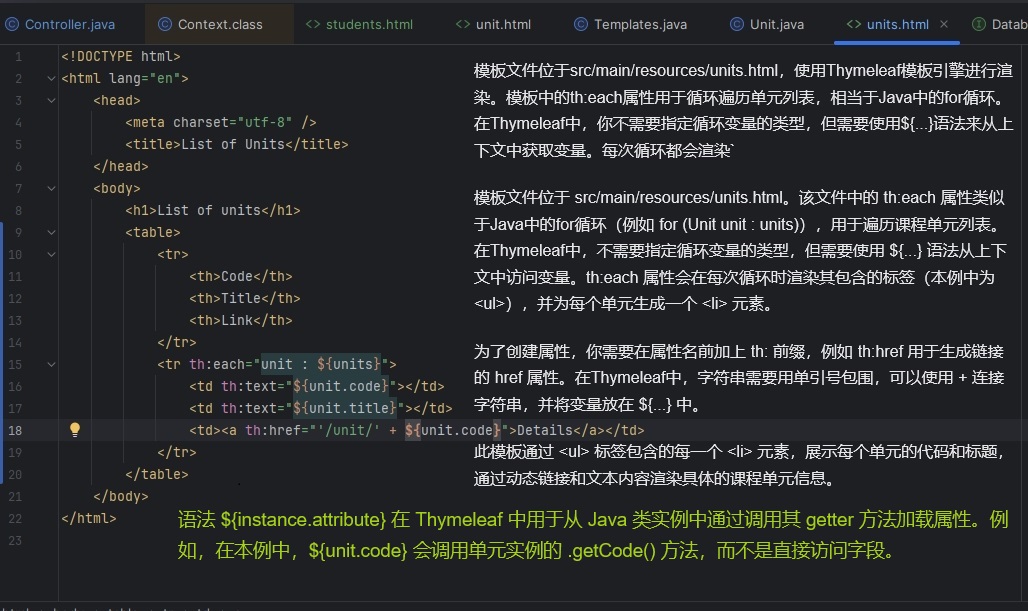 Controller.java
Context.class
students.html
unit.html
Templates.java
Unit.java
units.html
Datab
1 <!DOCTYPE html>
2 <html lang="en">
3 <head>
4 <meta charset="utf-8" />
5 <title>List of Units</title>
6 </head>
7 <body>
8 <h1>List of units</h1>
9 <table>
10 <tr>
11 <th>Code</th>
12 <th>Title</th>
13 <th>Link</th>
14 </tr>
15 <tr th:each="unit : ${units}">
16 <td th:text="${unit.code}"></td>
17 <td th:text="${unit.title}"></td>
18 <td><a th:href="'/unit/' + ${unit.code}">Details</a></td>
19 </tr>
20 </table>
21 </body>
22 </html>
23
模板文件位于src/main/resources/units.html，使用Thymeleaf模板引擎进行渲
染。模板中的th:each属性用于循环遍历单元列表，相当于Java中的for循环。
在Thymeleaf中，你不需要指定循环变量的类型，但需要使用${...}语法来从上
下文中获取变量。每次循环都会渲染`
模板文件位于 src/main/resources/units.html。该文件中的 th:each 属性类似
于Java中的for循环（例如 for (Unit unit : units)），用于遍历课程单元列表。
在Thymeleaf中，不需要指定循环变量的类型，但需要使用 ${...} 语法从上下
文中访问变量。th:each 属性会在每次循环时渲染其包含的标签（本例中为
<ul>），并为每个单元生成一个 <li> 元素。
为了创建属性，你需要在属性名前加上 th: 前缀，例如 th:href 用于生成链接
的 href 属性。在Thymeleaf中，字符串需要用单引号包围，可以使用 + 连接
字符串，并将变量放在 ${...} 中。
此模板通过 <ul> 标签包含的每一个 <li> 元素，展示每个单元的代码和标题，
通过动态链接和文本内容渲染具体的课程单元信息。
语法 ${instance.attribute} 在 Thymeleaf 中用于从 Java 类实例中通过调用其 getter 方法加载属性。例
如，在本例中，${unit.code} 会调用单元实例的 .getCode() 方法，而不是直接访问字段。